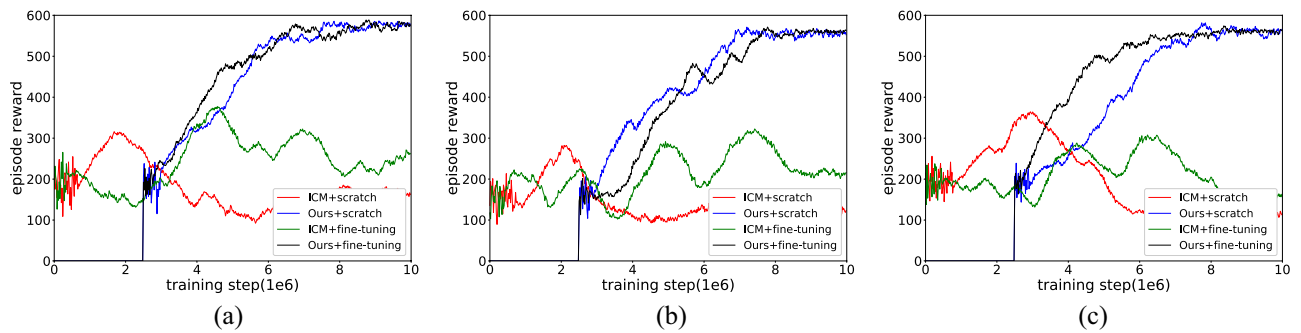 600
500
400
300
200
100
0
episode reward
0 2 4 6 8 10
training step(1e6)
ICM+scratch
Ours+scratch
ICM+fine-tuning
Ours+fine-tuning
(a)
600
500
400
300
200
100
0
episode reward
0 2 4 6 8 10
training step(1e6)
ICM+scratch
Ours+scratch
ICM+fine-tuning
Ours+fine-tuning
(b)
600
500
400
300
200
100
0
episode reward
0 2 4 6 8 10
training step(1e6)
ICM+scratch
Ours+scratch
ICM+fine-tuning
Ours+fine-tuning
(c)